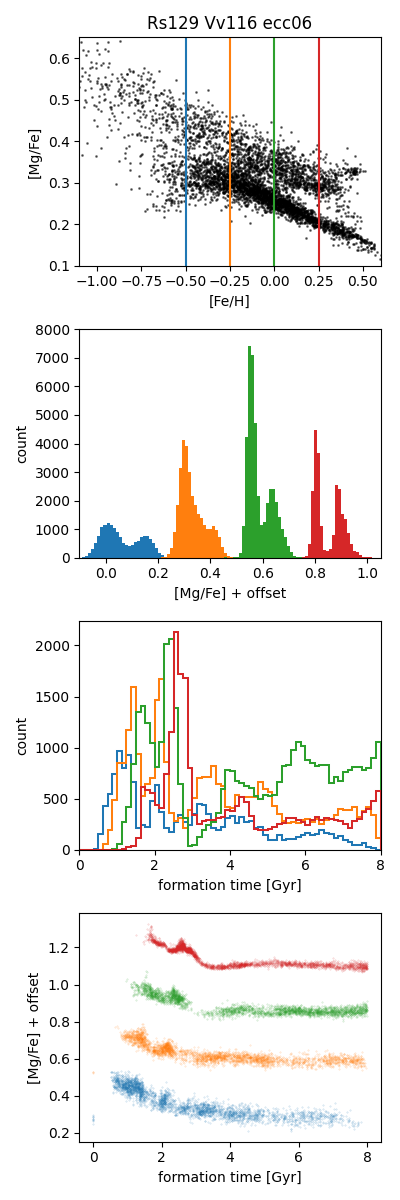 Rs129 Vv116 ecc06
0.6
0.5
0.4
0.3
0.2
0.1
[Mg/Fe]
−1.00 −0.75 −0.50 −0.25 0.00 0.25 0.50
[Fe/H]
8000
7000
6000
5000
4000
3000
2000
1000
0
count
0.0 0.2 0.4 0.6 0.8 1.0
[Mg/Fe] + offset
2000
1500
1000
500
0
count
0 2 4 6 8
formation time [Gyr]
1.2
1.0
0.8
0.6
0.4
0.2
[Mg/Fe] + offset
0 2 4 6 8
formation time [Gyr]